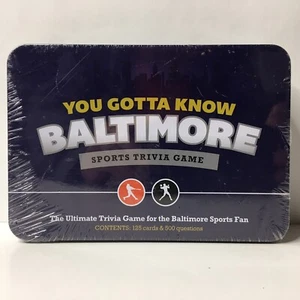 YOU GOTTA KNOW
BALTIMORE
SPORTS TRIVIA GAME
The Ultimate Trivia Game for the Baltimore Sports Fan
CONTENTS: 125 cards & 500 questions